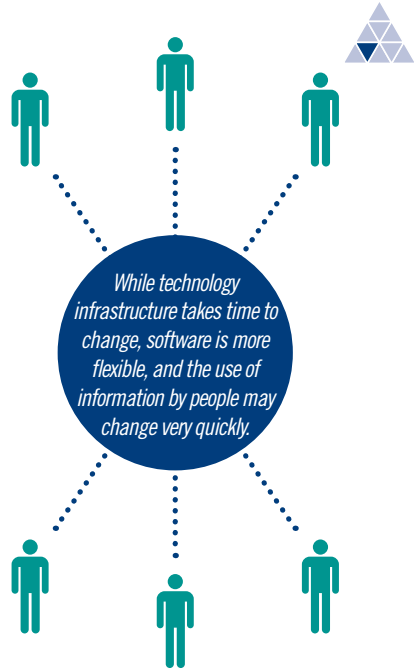 While technology
infrastructure takes time to
change, software is more
flexible, and the use of
information by people may
change very quickly.